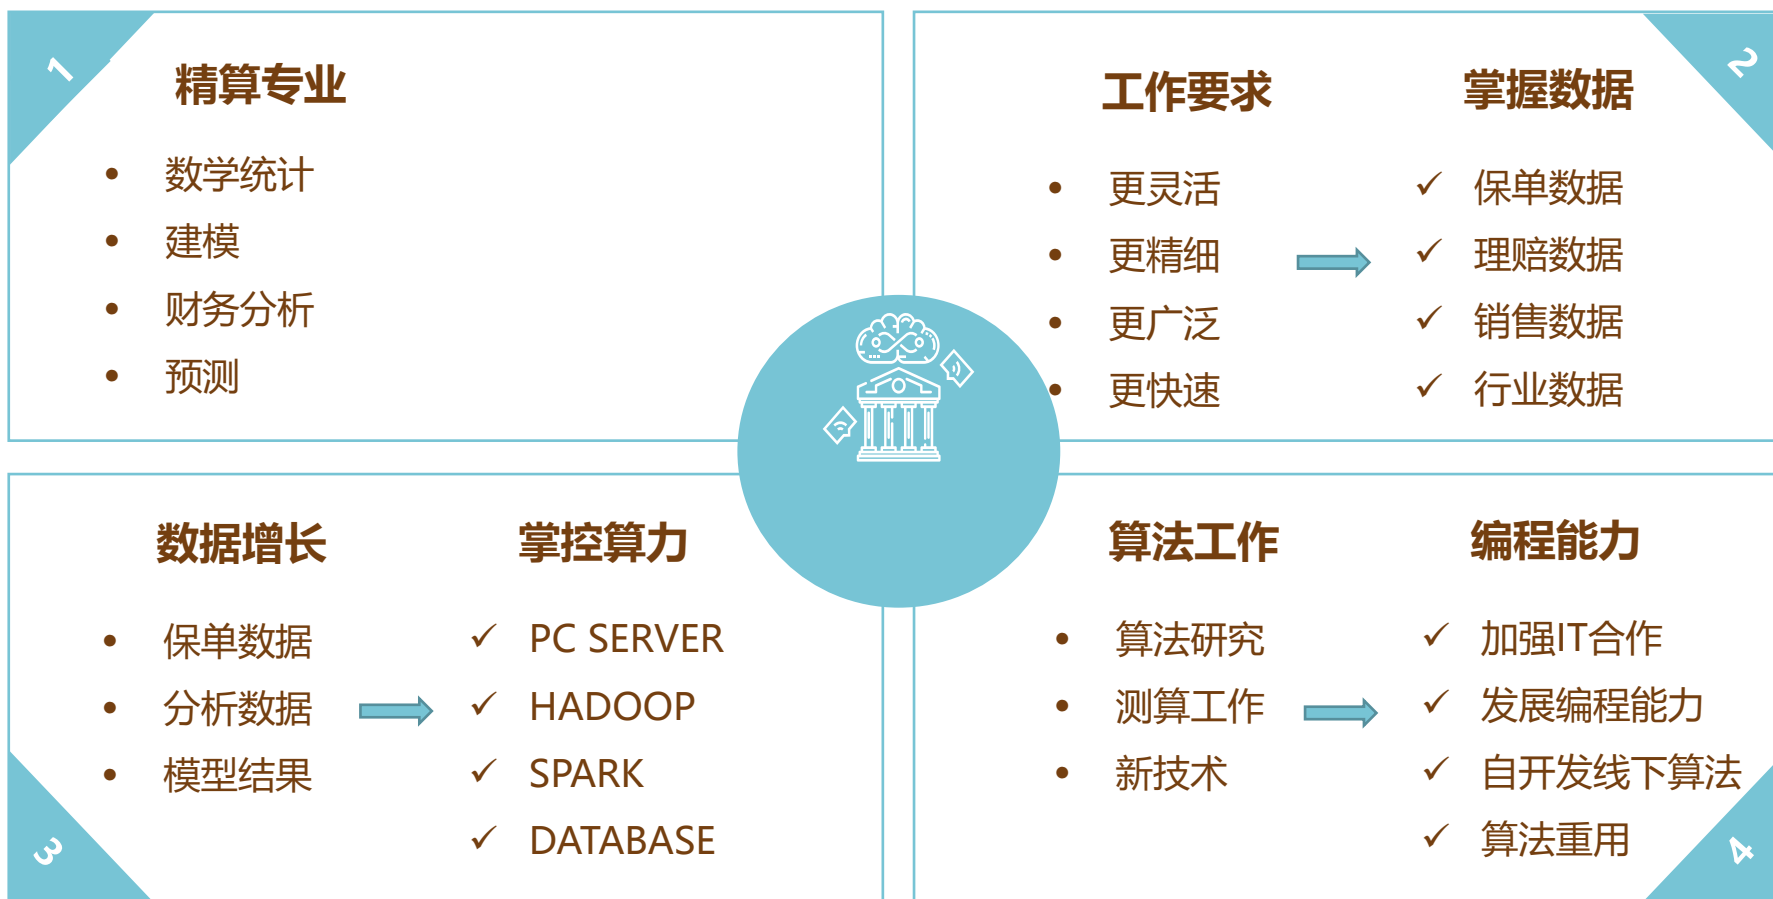 1
精算专业
数学统计
建模
财务分析
预测
2
工作要求
掌握数据
更灵活
保单数据
更精细
理赔数据
更广泛
销售数据
更快速
行业数据
3
数据增长
掌控算力
保单数据
PC SERVER
分析数据
HADOOP
模型结果
SPARK
DATABASE
4
算法工作
编程能力
算法研究
加强IT合作
测算工作
发展编程能力
新技术
自开发线下算法
算法重用